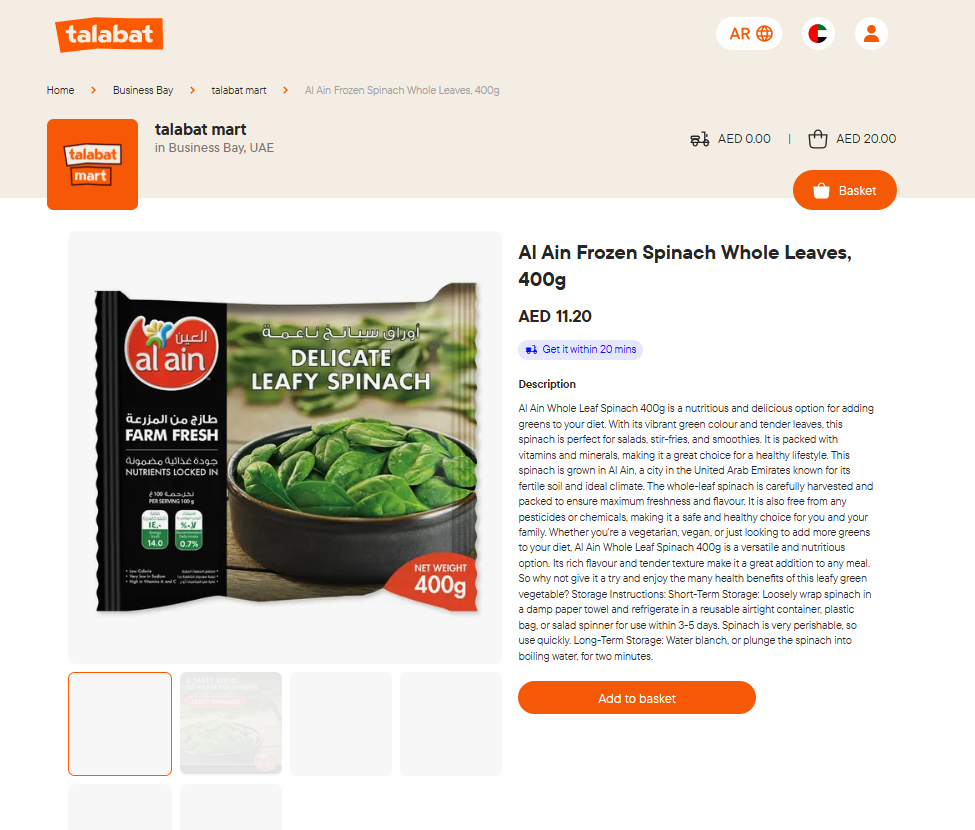 talabat
AR
Home
Business Bay
talabat mart
Al Ain Frozen Spinach Whole Leaves, 400g
talabat
mart
talabat mart
in Business Bay, UAE
AED 0.00
|
AED 20.00
Basket
العين
al ain
طازج من المزرعة
FARM FRESH
جودة غذائية مضمونة
NUTRIENTS LOCKED IN
لكل حصة 100 غ
PER SERVING 100 g
14.0
0.7%
• Low Calorie
• Very low in Sodium
• High in Vitamin A and C
أوراق سبانخ ناعمة
DELICATE
LEAFY SPINACH
NET WEIGHT
400g
Al Ain Frozen Spinach Whole Leaves,
400g
AED 11.20
Get it within 20 mins
Description
Al Ain Whole Leaf Spinach 400g is a nutritious and delicious option for adding
greens to your diet. With its vibrant green colour and tender leaves, this
spinach is perfect for salads, stir-fries, and smoothies. It is packed with
vitamins and minerals, making it a great choice for a healthy lifestyle. This
spinach is grown in Al Ain, a city in the United Arab Emirates known for its
fertile soil and ideal climate. The whole-leaf spinach is carefully harvested and
packed to ensure maximum freshness and flavour. It is also free from any
pesticides or chemicals, making it a safe and healthy choice for you and your
family. Whether you're a vegetarian, vegan, or just looking to add more greens
to your diet, Al Ain Whole Leaf Spinach 400g is a versatile and nutritious
option. Its rich flavour and tender texture make it a great addition to any meal.
So why not give it a try and enjoy the many health benefits of this leafy green
vegetable? Storage Instructions: Short-Term Storage: Loosely wrap spinach in
a damp paper towel and refrigerate in a reusable airtight container, plastic
bag, or salad spinner for use within 3-5 days. Spinach is very perishable, so
use quickly. Long-Term Storage: Water blanch, or plunge the spinach into
boiling water, for two minutes.
Add to basket
LEAFY SPINACH